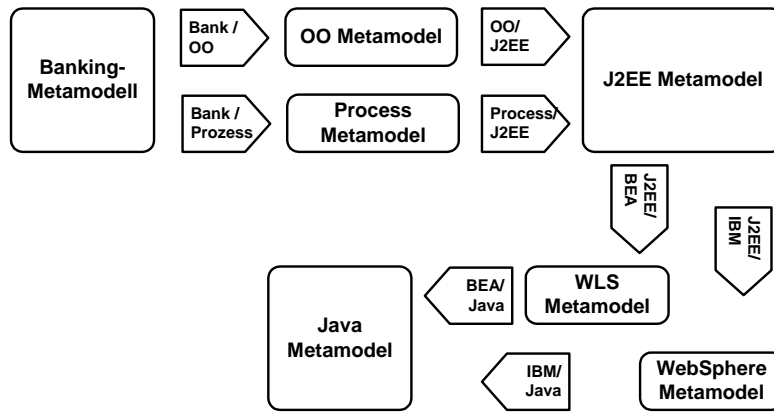 Bank /
OO
OO Metamodel
OO/
J2EE
Banking-
Metamodell
J2EE Metamodel
Bank /
Prozess
Process
Metamodel
Process/
J2EE
J2EE/
BEA
J2EE/
IBM
BEA/
Java
WLS
Metamodel
Java
Metamodel
IBM/
Java
WebSphere
Metamodel